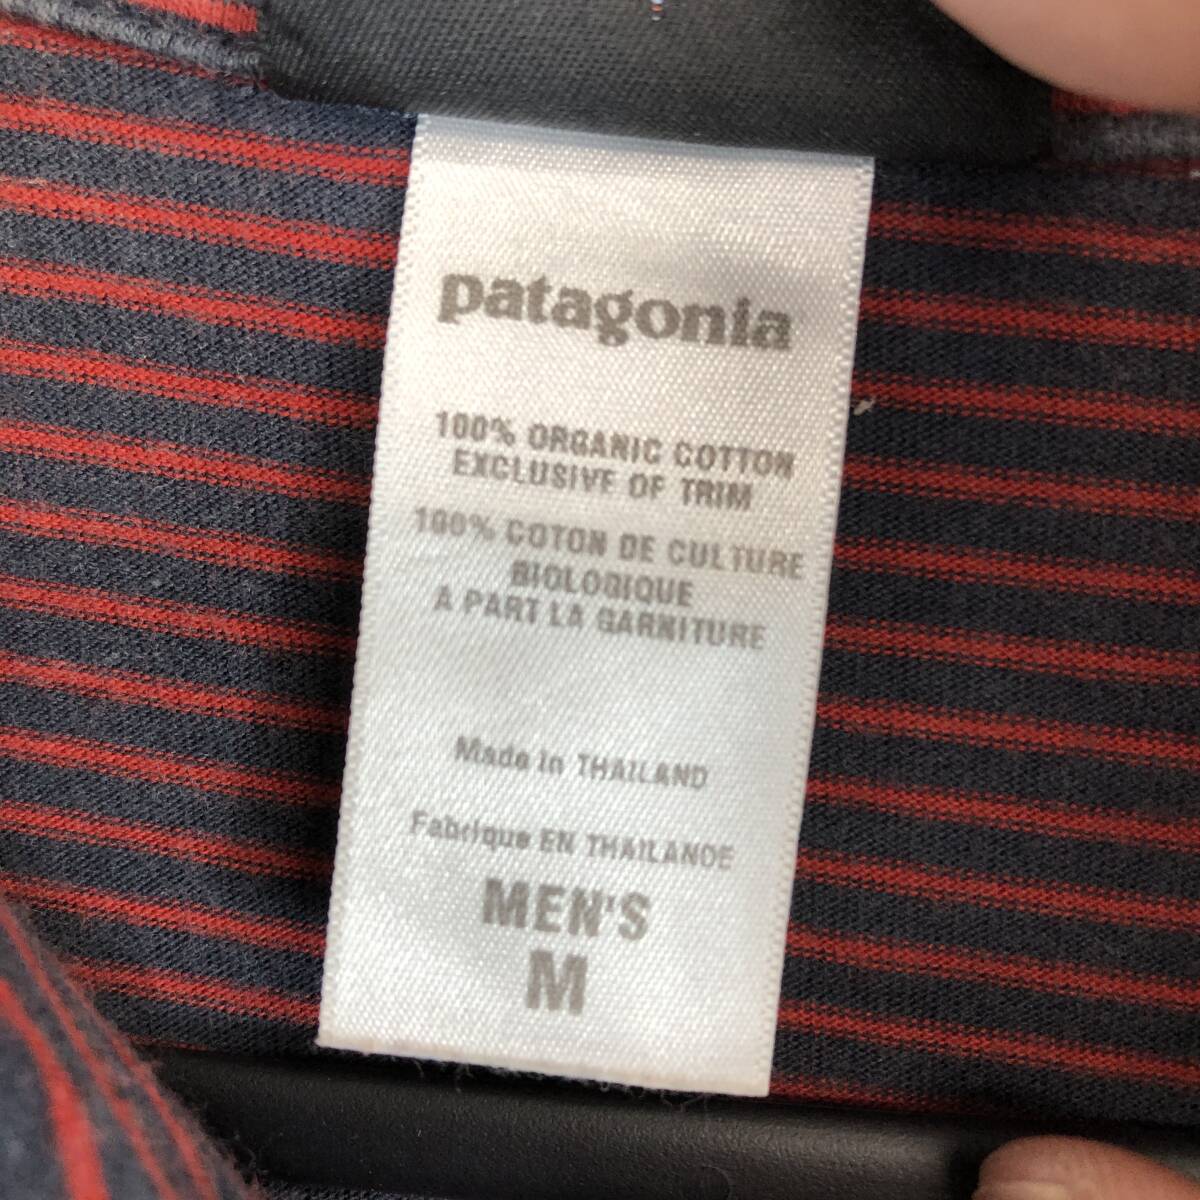 patagonia
100% ORGANIC COTTON
EXCLUSIVE OF TRIM
100% COTON DE CULTURE
BIOLOGIQUE
A PART LA GARNITURE
Made in THAILAND
Fabrique EN THAILANDE
MEN'S
M